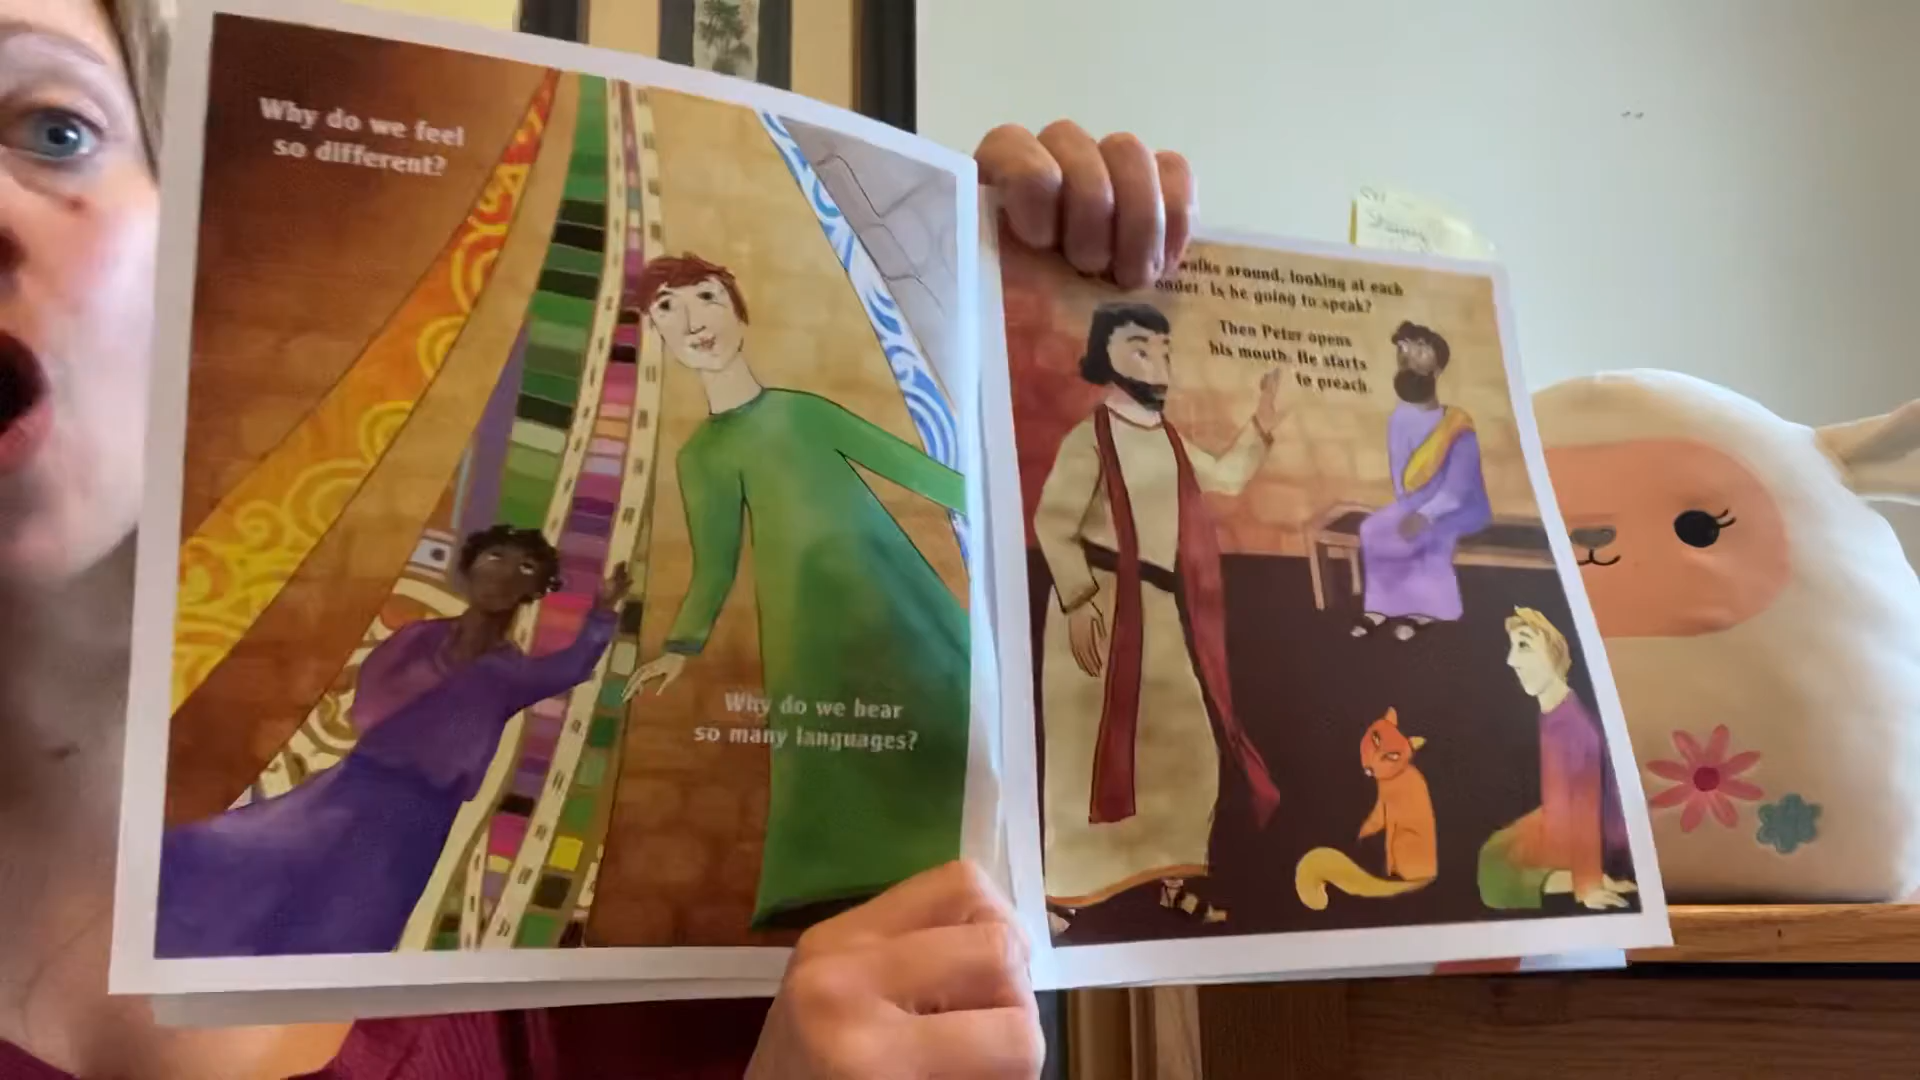 Why do we feel
so different?
Why do we hear
so many languages?
walks around, looking at each
onder. Is he going to speak?
Then Peter opens
his mouth. He starts
to preach.